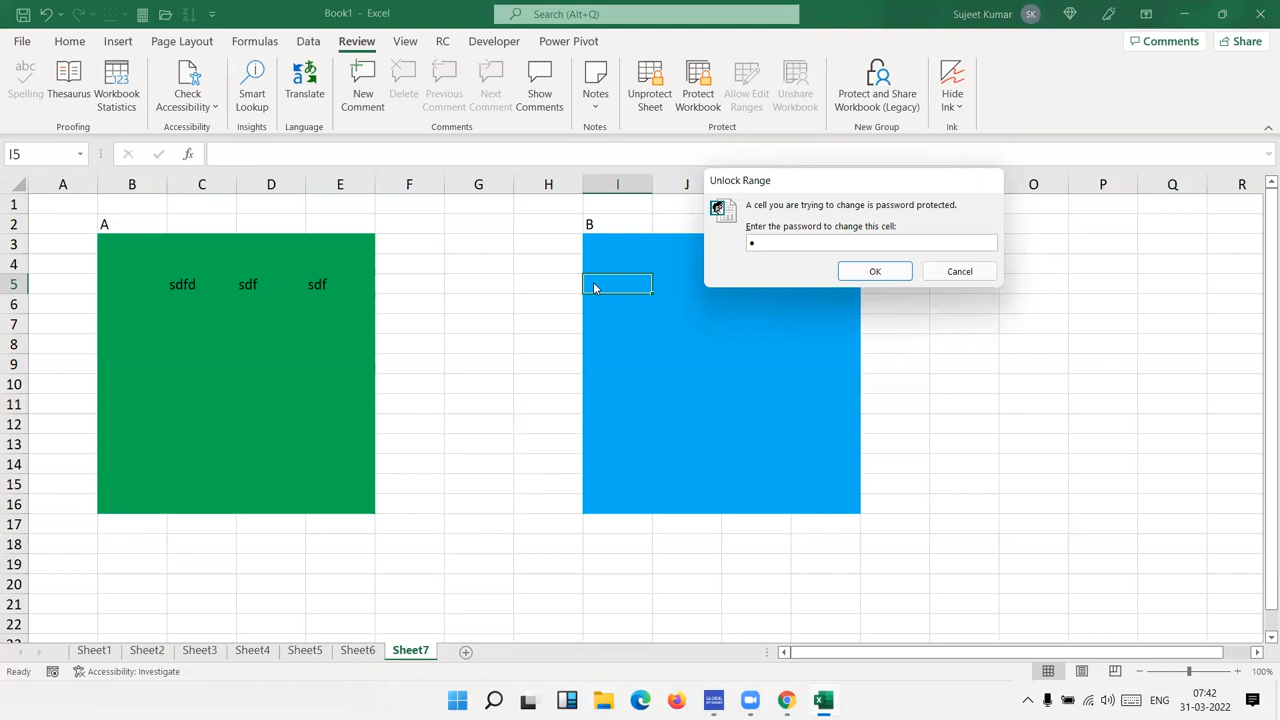 Book1 - Excel
Search (Alt+Q)
Sujeet Kumar SK
File Home Insert Page Layout Formulas Data Review View RC Developer Power Pivot
Comments Share
abc
Spelling
Thesaurus
Workbook Statistics
Check Accessibility
Smart Lookup
Translate
New Comment
Delete
Previous Comment
Next Comment
Show Comments
Notes
Unprotect Sheet
Protect Workbook
Allow Edit Ranges
Unshare Workbook
Protect and Share Workbook (Legacy)
Hide Ink
Proofing Accessibility Insights Language Comments Notes Protect New Group Ink
I5
fx
A B C D E F G H I J O P Q R
Unlock Range
A cell you are trying to change is password protected.
Enter the password to change this cell:
OK Cancel
1
2 A B
3
4
5 sdfd sdf sdf
6
7
8
9
10
11
12
13
14
15
16
17
18
19
20
21
22
Sheet1 Sheet2 Sheet3 Sheet4 Sheet5 Sheet6 Sheet7
Ready Accessibility: Investigate
100%
ENG
07:42
31-03-2022